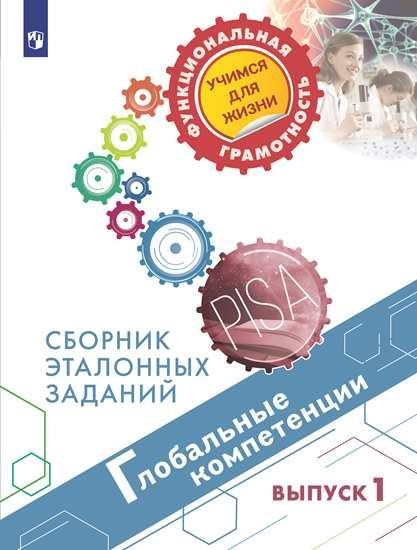 ФУНКЦИОНАЛЬНАЯ
ГРАМОТНОСТЬ
УЧИМСЯ
ДЛЯ
ЖИЗНИ
PISA
СБОРНИК
ЭТАЛОННЫХ
ЗАДАНИЙ
Глобальные
компетенции
ВЫПУСК 1